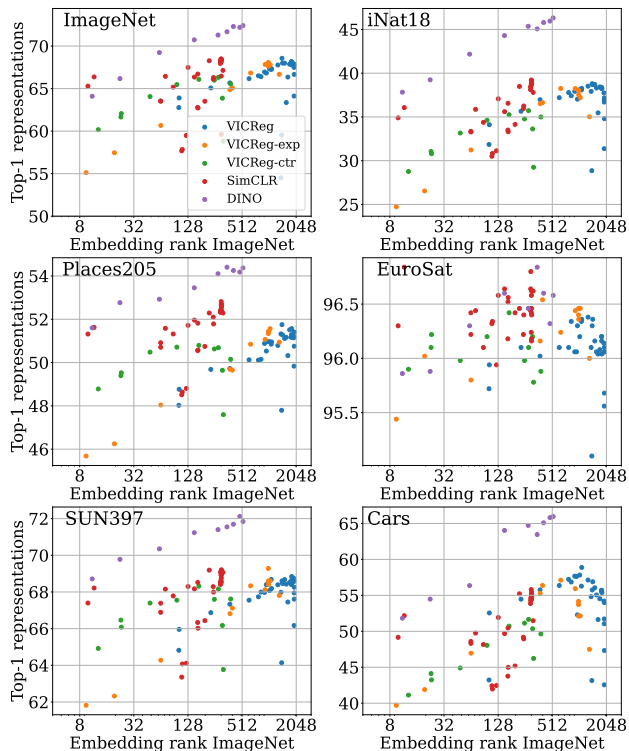 ImageNet
Top-1 representations
70
65
60
55
50
VICReg
VICReg-exp
VICReg-ctr
SimCLR
DINO
8 32 128 512 2048
Embedding rank ImageNet
iNat18
45
40
35
30
25
8 32 128 512 2048
Embedding rank ImageNet
Places205
Top-1 representations
54
52
50
48
46
8 32 128 512 2048
Embedding rank ImageNet
EuroSat
96.5
96.0
95.5
8 32 128 512 2048
Embedding rank ImageNet
SUN397
Top-1 representations
72
70
68
66
64
62
8 32 128 512 2048
Embedding rank ImageNet
Cars
65
60
55
50
45
40
8 32 128 512 2048
Embedding rank ImageNet